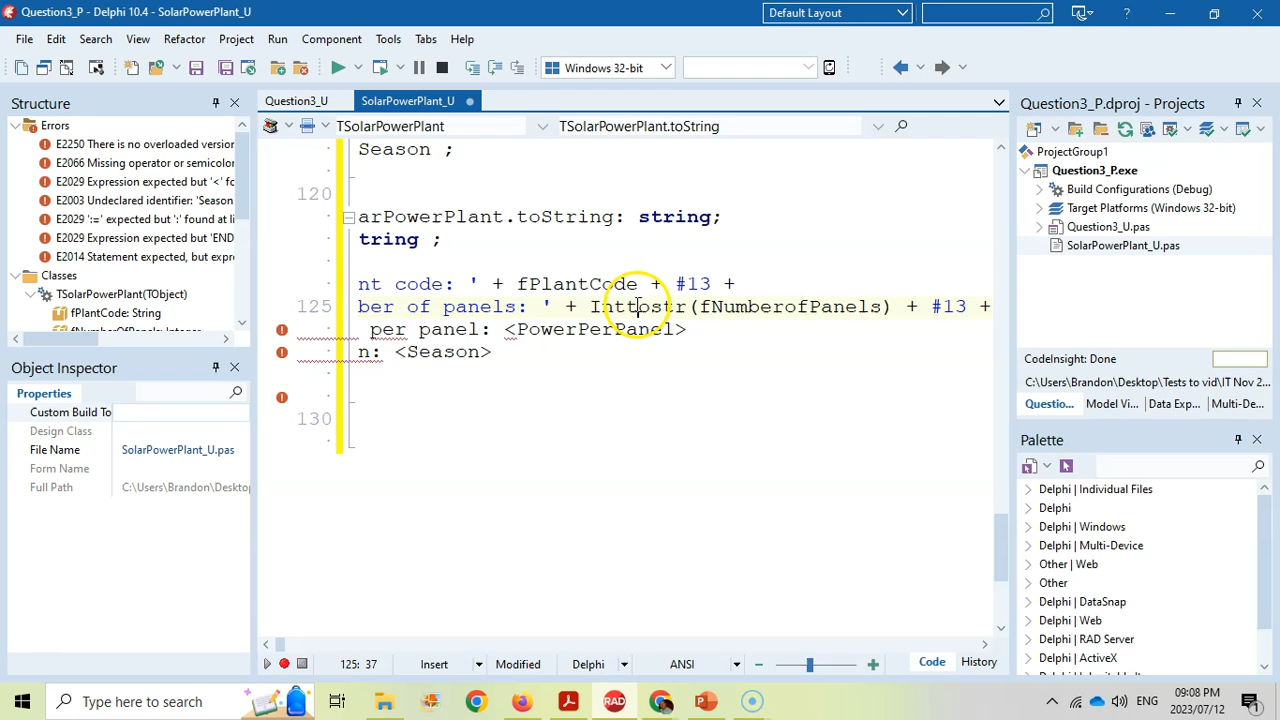 Question3_P - Delphi 10.4 - SolarPowerPlant_U
Default Layout
File Edit Search View Refactor Project Run Component Tools Tabs Help
Windows 32-bit
Structure
Errors
E2250 There is no overloaded version
E2066 Missing operator or semicolor
E2029 Expression expected but '<' fo
E2003 Undeclared identifier: 'Season
E2029 ':=' expected but ':' found at li
E2029 Expression expected but 'END
E2014 Statement expected, but expre
Classes
TSolarPowerPlant(TObject)
fPlantCode: String
Object Inspector
Properties
Custom Build To
Design Class
File Name SolarPowerPlant_U.pas
Form Name
Full Path C:\Users\Brandon\Desktop
Question3_U SolarPowerPlant_U
TSolarPowerPlant TSolarPowerPlant.toString
Season ;
120
arPowerPlant.toString: string;
tring ;
nt code: ' + fPlantCode + #13 +
125 ber of panels: ' + Inttostr(fNumberofPanels) + #13 +
per panel: <PowerPerPanel>
n: <Season>
130
125: 37 Insert Modified Delphi ANSI Code History
Question3_P.dproj - Projects
ProjectGroup1
Question3_P.exe
Build Configurations (Debug)
Target Platforms (Windows 32-bit)
Question3_U.pas
SolarPowerPlant_U.pas
CodeInsight: Done
C:\Users\Brandon\Desktop\Tests to vid\IT Nov 2...
Questio... Model Vi... Data Exp... Multi-De...
Palette
Delphi | Individual Files
Delphi
Delphi | Windows
Delphi | Multi-Device
Other | Web
Other
Delphi | DataSnap
Delphi | Web
RAD Server
Delphi | ActiveX
Type here to search
RAD
ENG
09:08 PM
2023/07/12